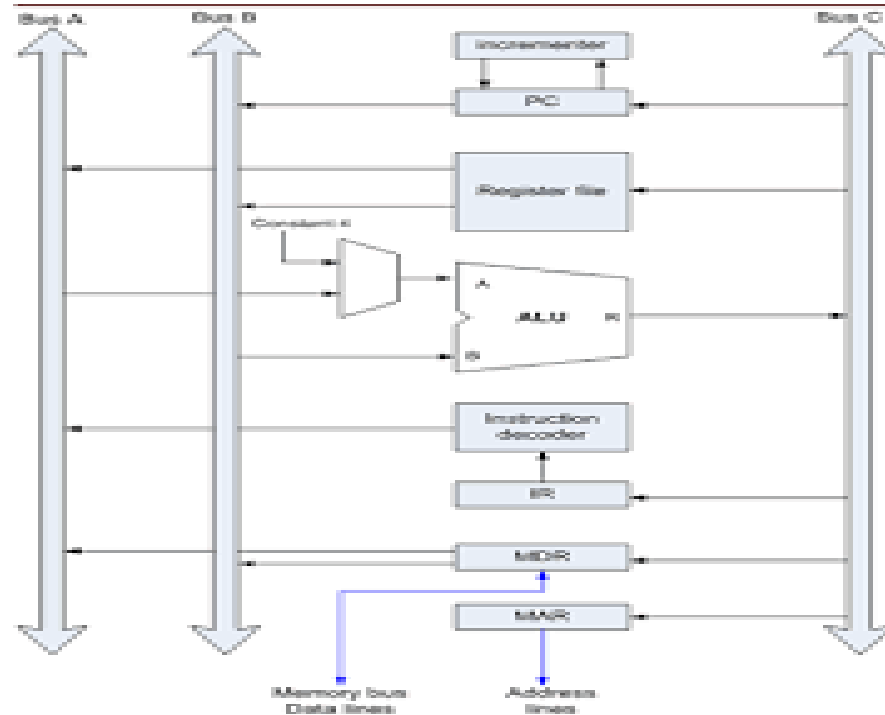 Bus A
Bus B
Bus C
Incrementer
PC
Register file
Constant 4
A
ALU
R
B
Instruction
decoder
IR
MDR
MAR
Memory bus
Data lines
Address
lines